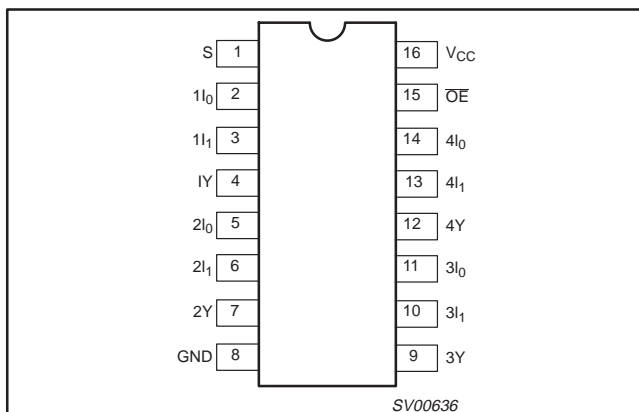 S 1 16 VCC
1I0 2 15 OE
1I1 3 14 4I0
IY 4 13 4I1
2I0 5 12 4Y
2I1 6 11 3I0
2Y 7 10 3I1
GND 8 9 3Y
SV00636